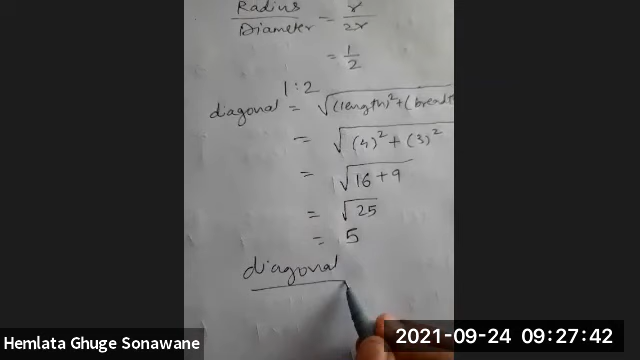 Radius / Diameter = r / 2r
= 1/2
1 : 2
diagonal = √(length)² + (bread
= √(4)² + (3)²
= √16 + 9
= √25
= 5
diagonal
Hemlata Ghuge Sonawane
2021-09-24 09:27:42